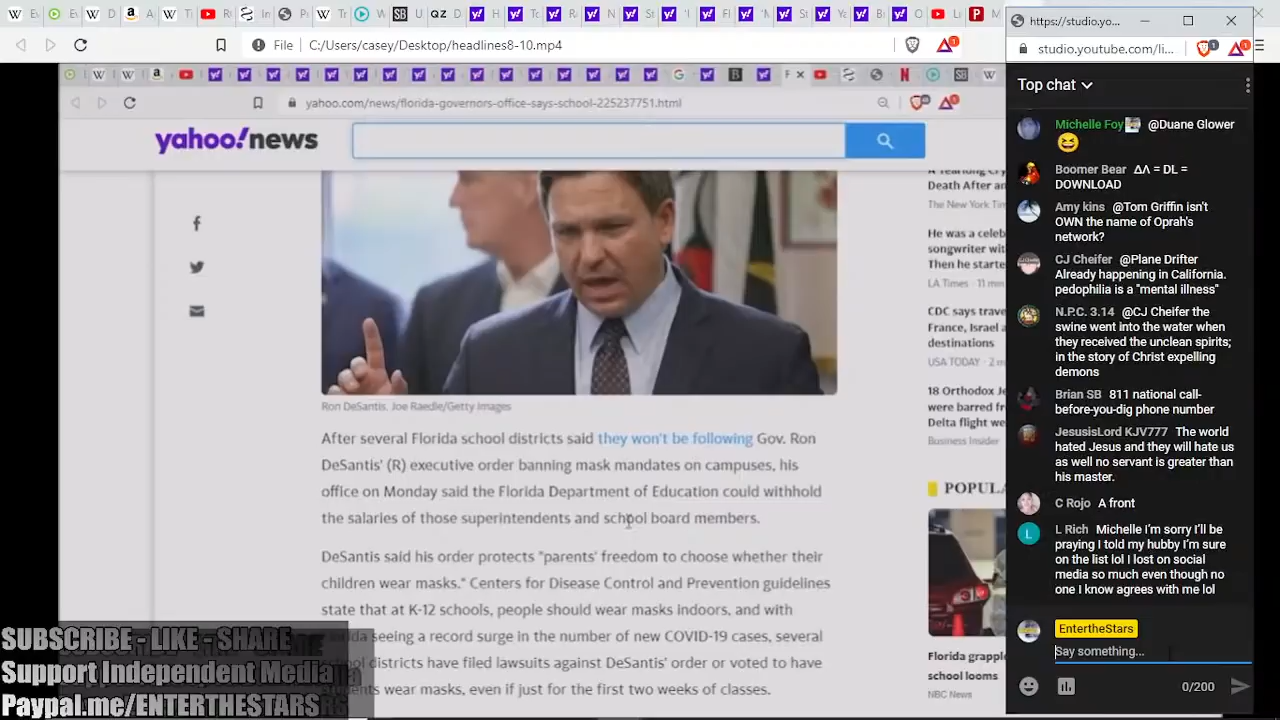 https://studio.yo...
File C:/Users/casey/Desktop/headlines8-10.mp4
studio.youtube.com/li...
yahoo.com/news/florida-governors-office-says-school-225237751.html
yahoo!news
Death After an
The New York Tim
He was a celeb
songwriter wit
Then he starte
LA Times · 11 min
CDC says trave
France, Israel a
destinations
USA TODAY · 2 m
18 Orthodox Je
were barred fr
Delta flight we
Business Insider
Ron DeSantis. Joe Raedle/Getty Images
After several Florida school districts said they won't be following Gov. Ron
DeSantis' (R) executive order banning mask mandates on campuses, his
office on Monday said the Florida Department of Education could withhold
the salaries of those superintendents and school board members.
DeSantis said his order protects "parents' freedom to choose whether their
children wear masks." Centers for Disease Control and Prevention guidelines
state that at K-12 schools, people should wear masks indoors, and with
seeing a record surge in the number of new COVID-19 cases, several
districts have filed lawsuits against DeSantis' order or voted to have
wear masks, even if just for the first two weeks of classes.
POPULA
Florida grapple
school looms
NBC News
SUBSCRIBE - LIKE - SHARE
Support Independent Media
Paypal.me/ENTERTHESTARS
Top chat
Michelle Foy @Duane Glower
Boomer Bear ΔΛ = DL =
DOWNLOAD
Amy kins @Tom Griffin isn't
OWN the name of Oprah's
network?
CJ Cheifer @Plane Drifter
Already happening in California.
pedophilia is a "mental illness"
N.P.C. 3.14 @CJ Cheifer the
swine went into the water when
they received the unclean spirits;
in the story of Christ expelling
demons
Brian SB 811 national call-
before-you-dig phone number
JesusisLord KJV777 The world
hated Jesus and they will hate us
as well no servant is greater than
his master.
C Rojo A front
L Rich Michelle I'm sorry I'll be
praying I told my hubby I'm sure
on the list lol I lost on social
media so much even though no
one I know agrees with me lol
EntertheStars
Say something...
0/200